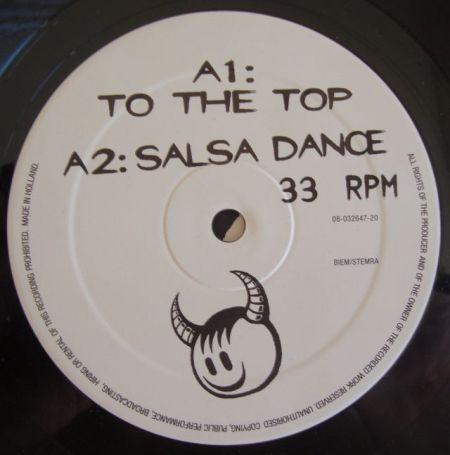 A1:
TO THE TOP
A2: SALSA DANCE
33 RPM
08-032647-20
BIEM/STEMRA
ALL RIGHTS OF THE PRODUCER AND OF THE OWNER OF THE RECORDED WORK RESERVED. UNAUTHORISED COPYING, PUBLIC PERFORMANCE, BROADCASTING, HIRING OR RENTAL OF THIS RECORDING PROHIBITED. MADE IN HOLLAND.